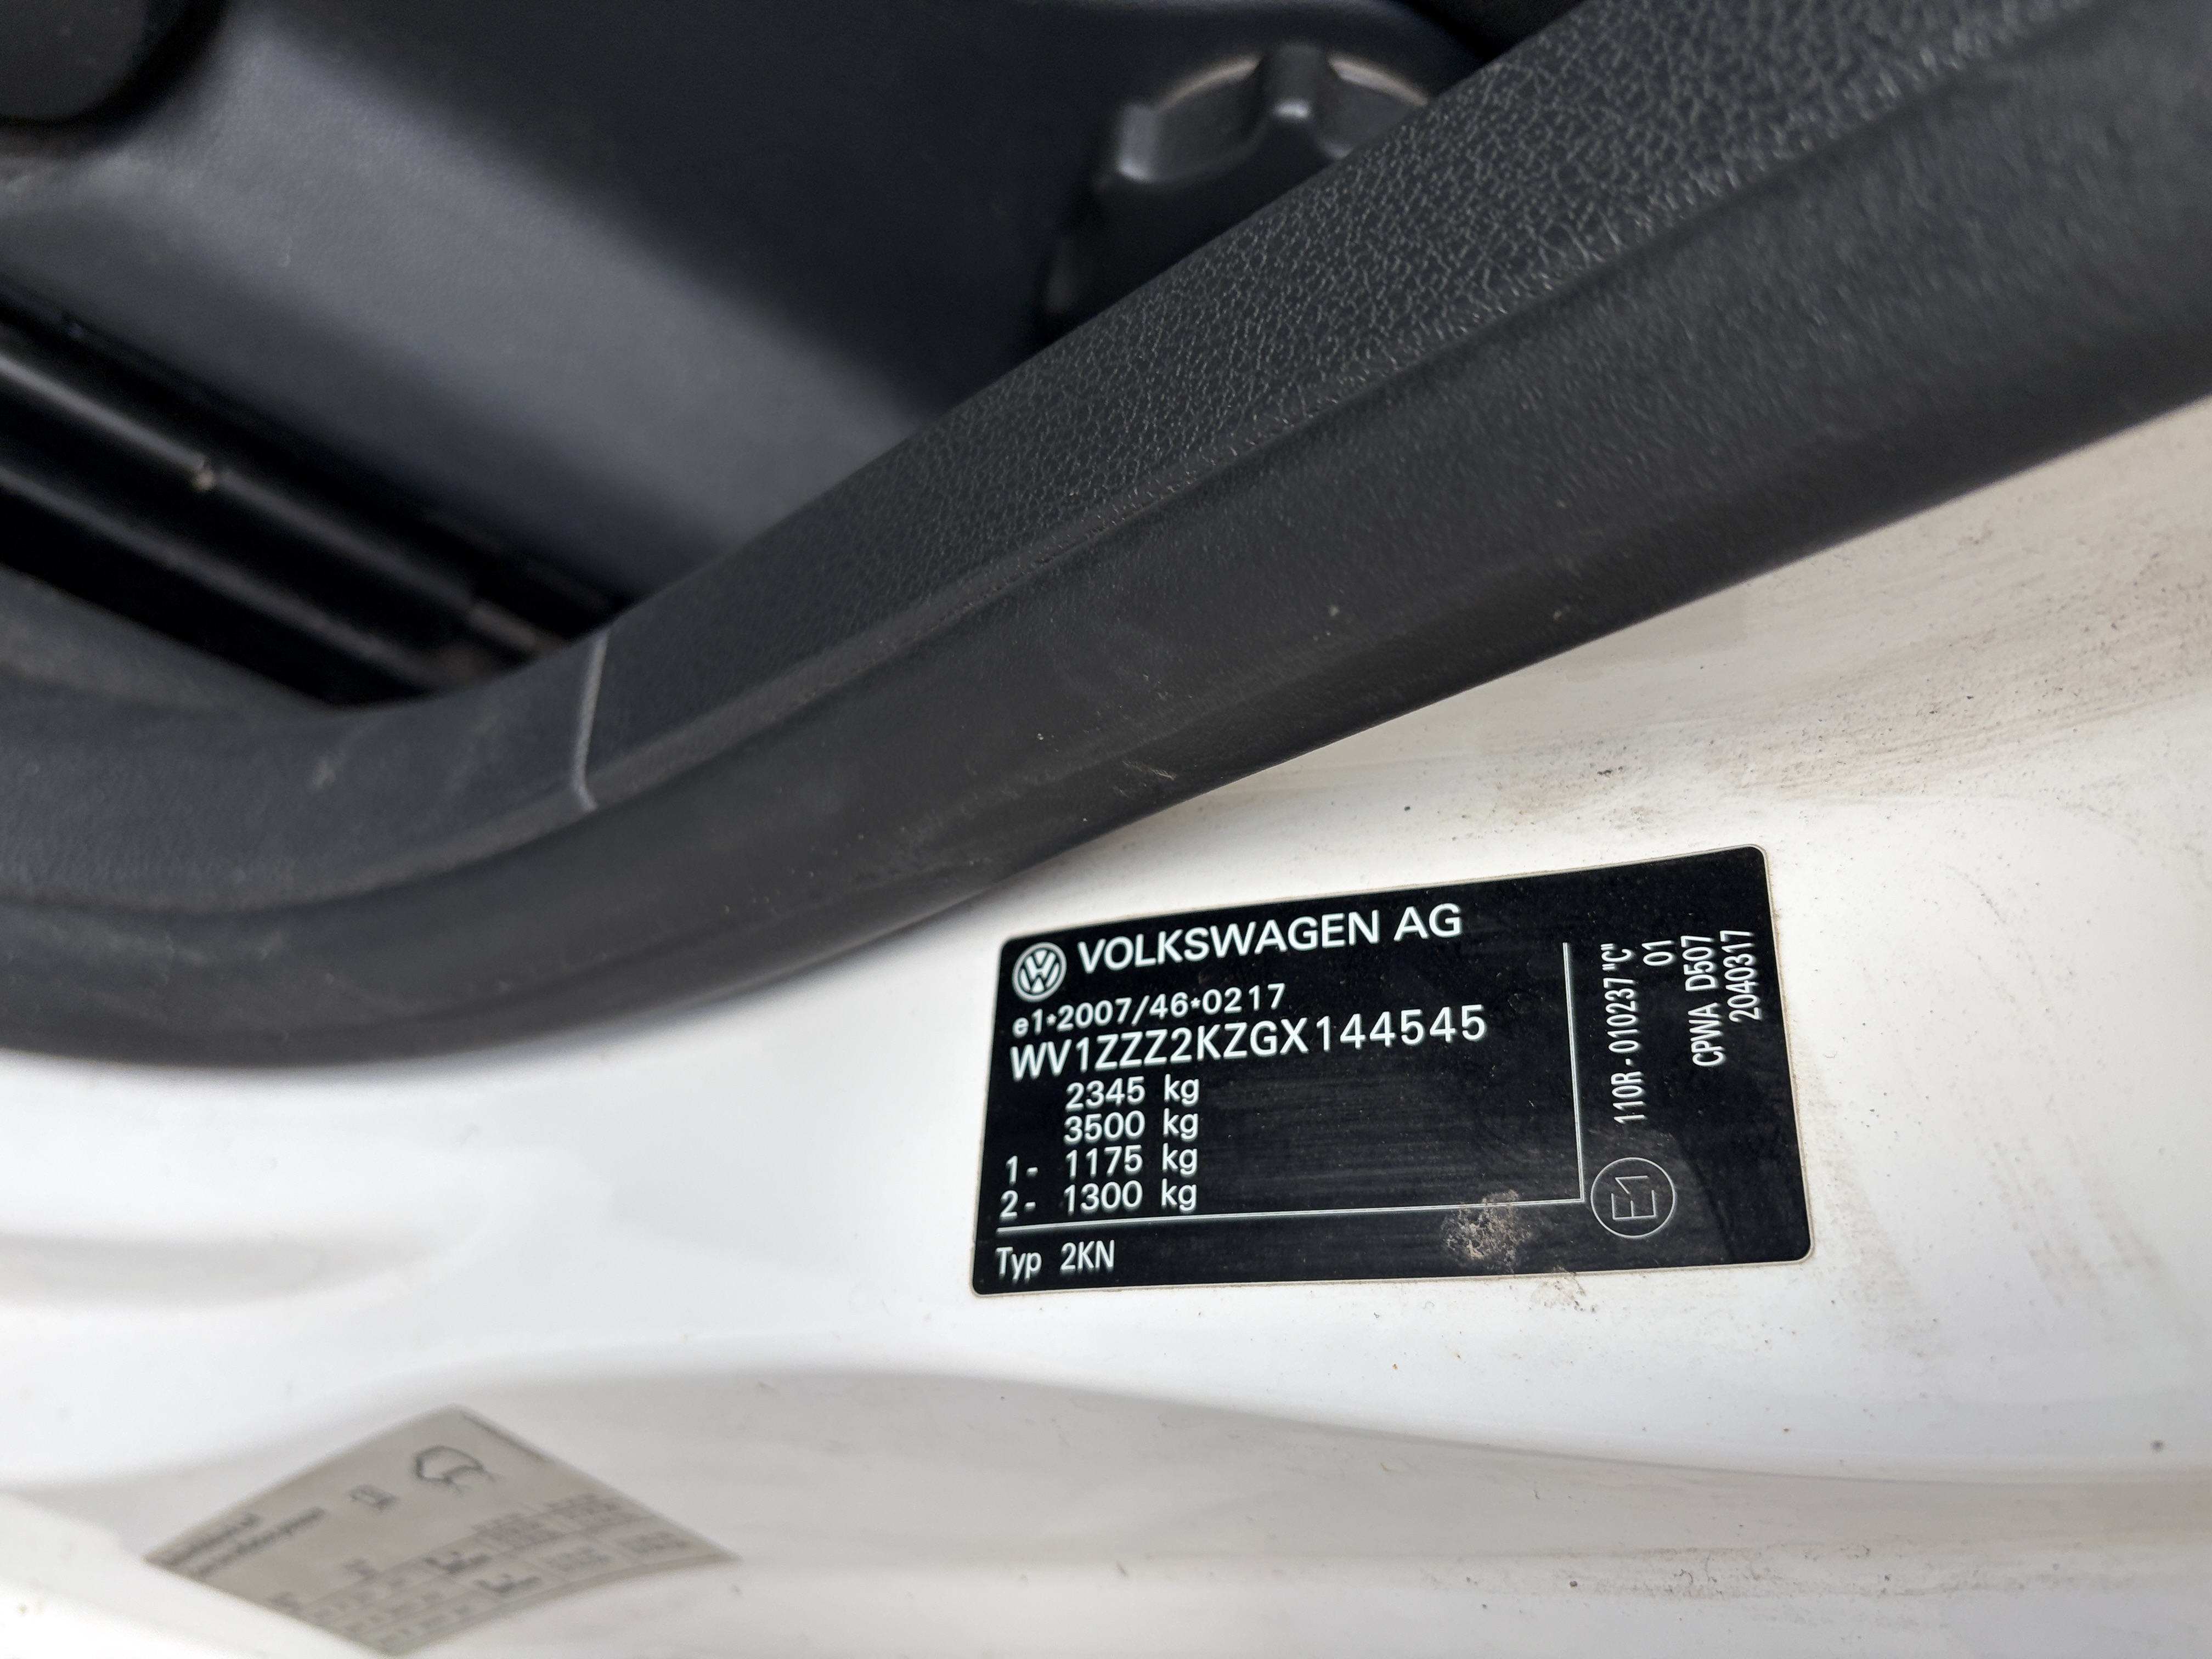 VOLKSWAGEN AG
e1*2007/46*0217
WV1ZZZ2KZGX144545
2345 kg
3500 kg
1- 1175 kg
2- 1300 kg
Typ 2KN
110R-010237"C"
01
CPWA D507
2040317
E1